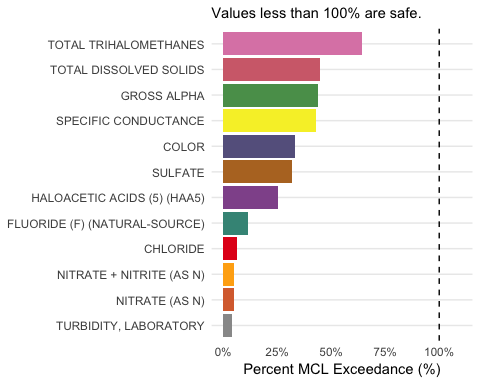 Values less than 100% are safe.
TOTAL TRIHALOMETHANES
TOTAL DISSOLVED SOLIDS
GROSS ALPHA
SPECIFIC CONDUCTANCE
COLOR
SULFATE
HALOACETIC ACIDS (5) (HAA5)
FLUORIDE (F) (NATURAL-SOURCE)
CHLORIDE
NITRATE + NITRITE (AS N)
NITRATE (AS N)
TURBIDITY, LABORATORY
0% 25% 50% 75% 100%
Percent MCL Exceedance (%)